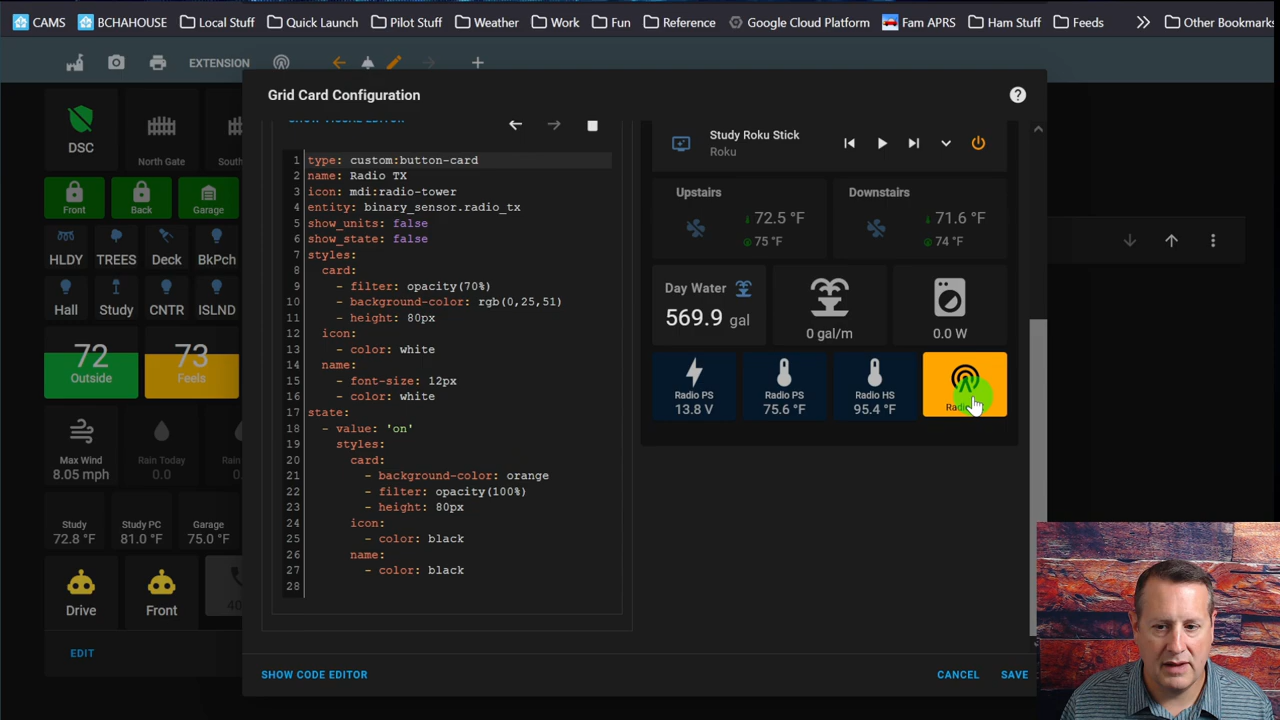 CAMS BCHAHOUSE Local Stuff Quick Launch Pilot Stuff Weather Work Fun Reference Google Cloud Platform Fam APRS Ham Stuff Feeds Other Bookmarks
EXTENSION
Grid Card Configuration
DSC
North Gate
Front
Back
Garage
HLDY
TREES
Deck
BkPch
Hall
Study
CNTR
ISLND
72
Outside
73
Feels
Max Wind
8.05 mph
Rain Today
0.0
Study
72.8 °F
Study PC
81.0 °F
Garage
75.0 °F
Drive
Front
EDIT
SHOW VISUAL EDITOR
1 type: custom:button-card
2 name: Radio TX
3 icon: mdi:radio-tower
4 entity: binary_sensor.radio_tx
5 show_units: false
6 show_state: false
7 styles:
8 card:
9 - filter: opacity(70%)
10 - background-color: rgb(0,25,51)
11 - height: 80px
12 icon:
13 - color: white
14 name:
15 - font-size: 12px
16 - color: white
17 state:
18 - value: 'on'
19 styles:
20 card:
21 - background-color: orange
22 - filter: opacity(100%)
23 - height: 80px
24 icon:
25 - color: black
26 name:
27 - color: black
28
Study Roku Stick
Roku
Upstairs
72.5 °F
75 °F
Downstairs
71.6 °F
74 °F
Day Water
569.9 gal
0 gal/m
0.0 W
Radio PS
13.8 V
Radio PS
75.6 °F
Radio HS
95.4 °F
SHOW CODE EDITOR
CANCEL
SAVE